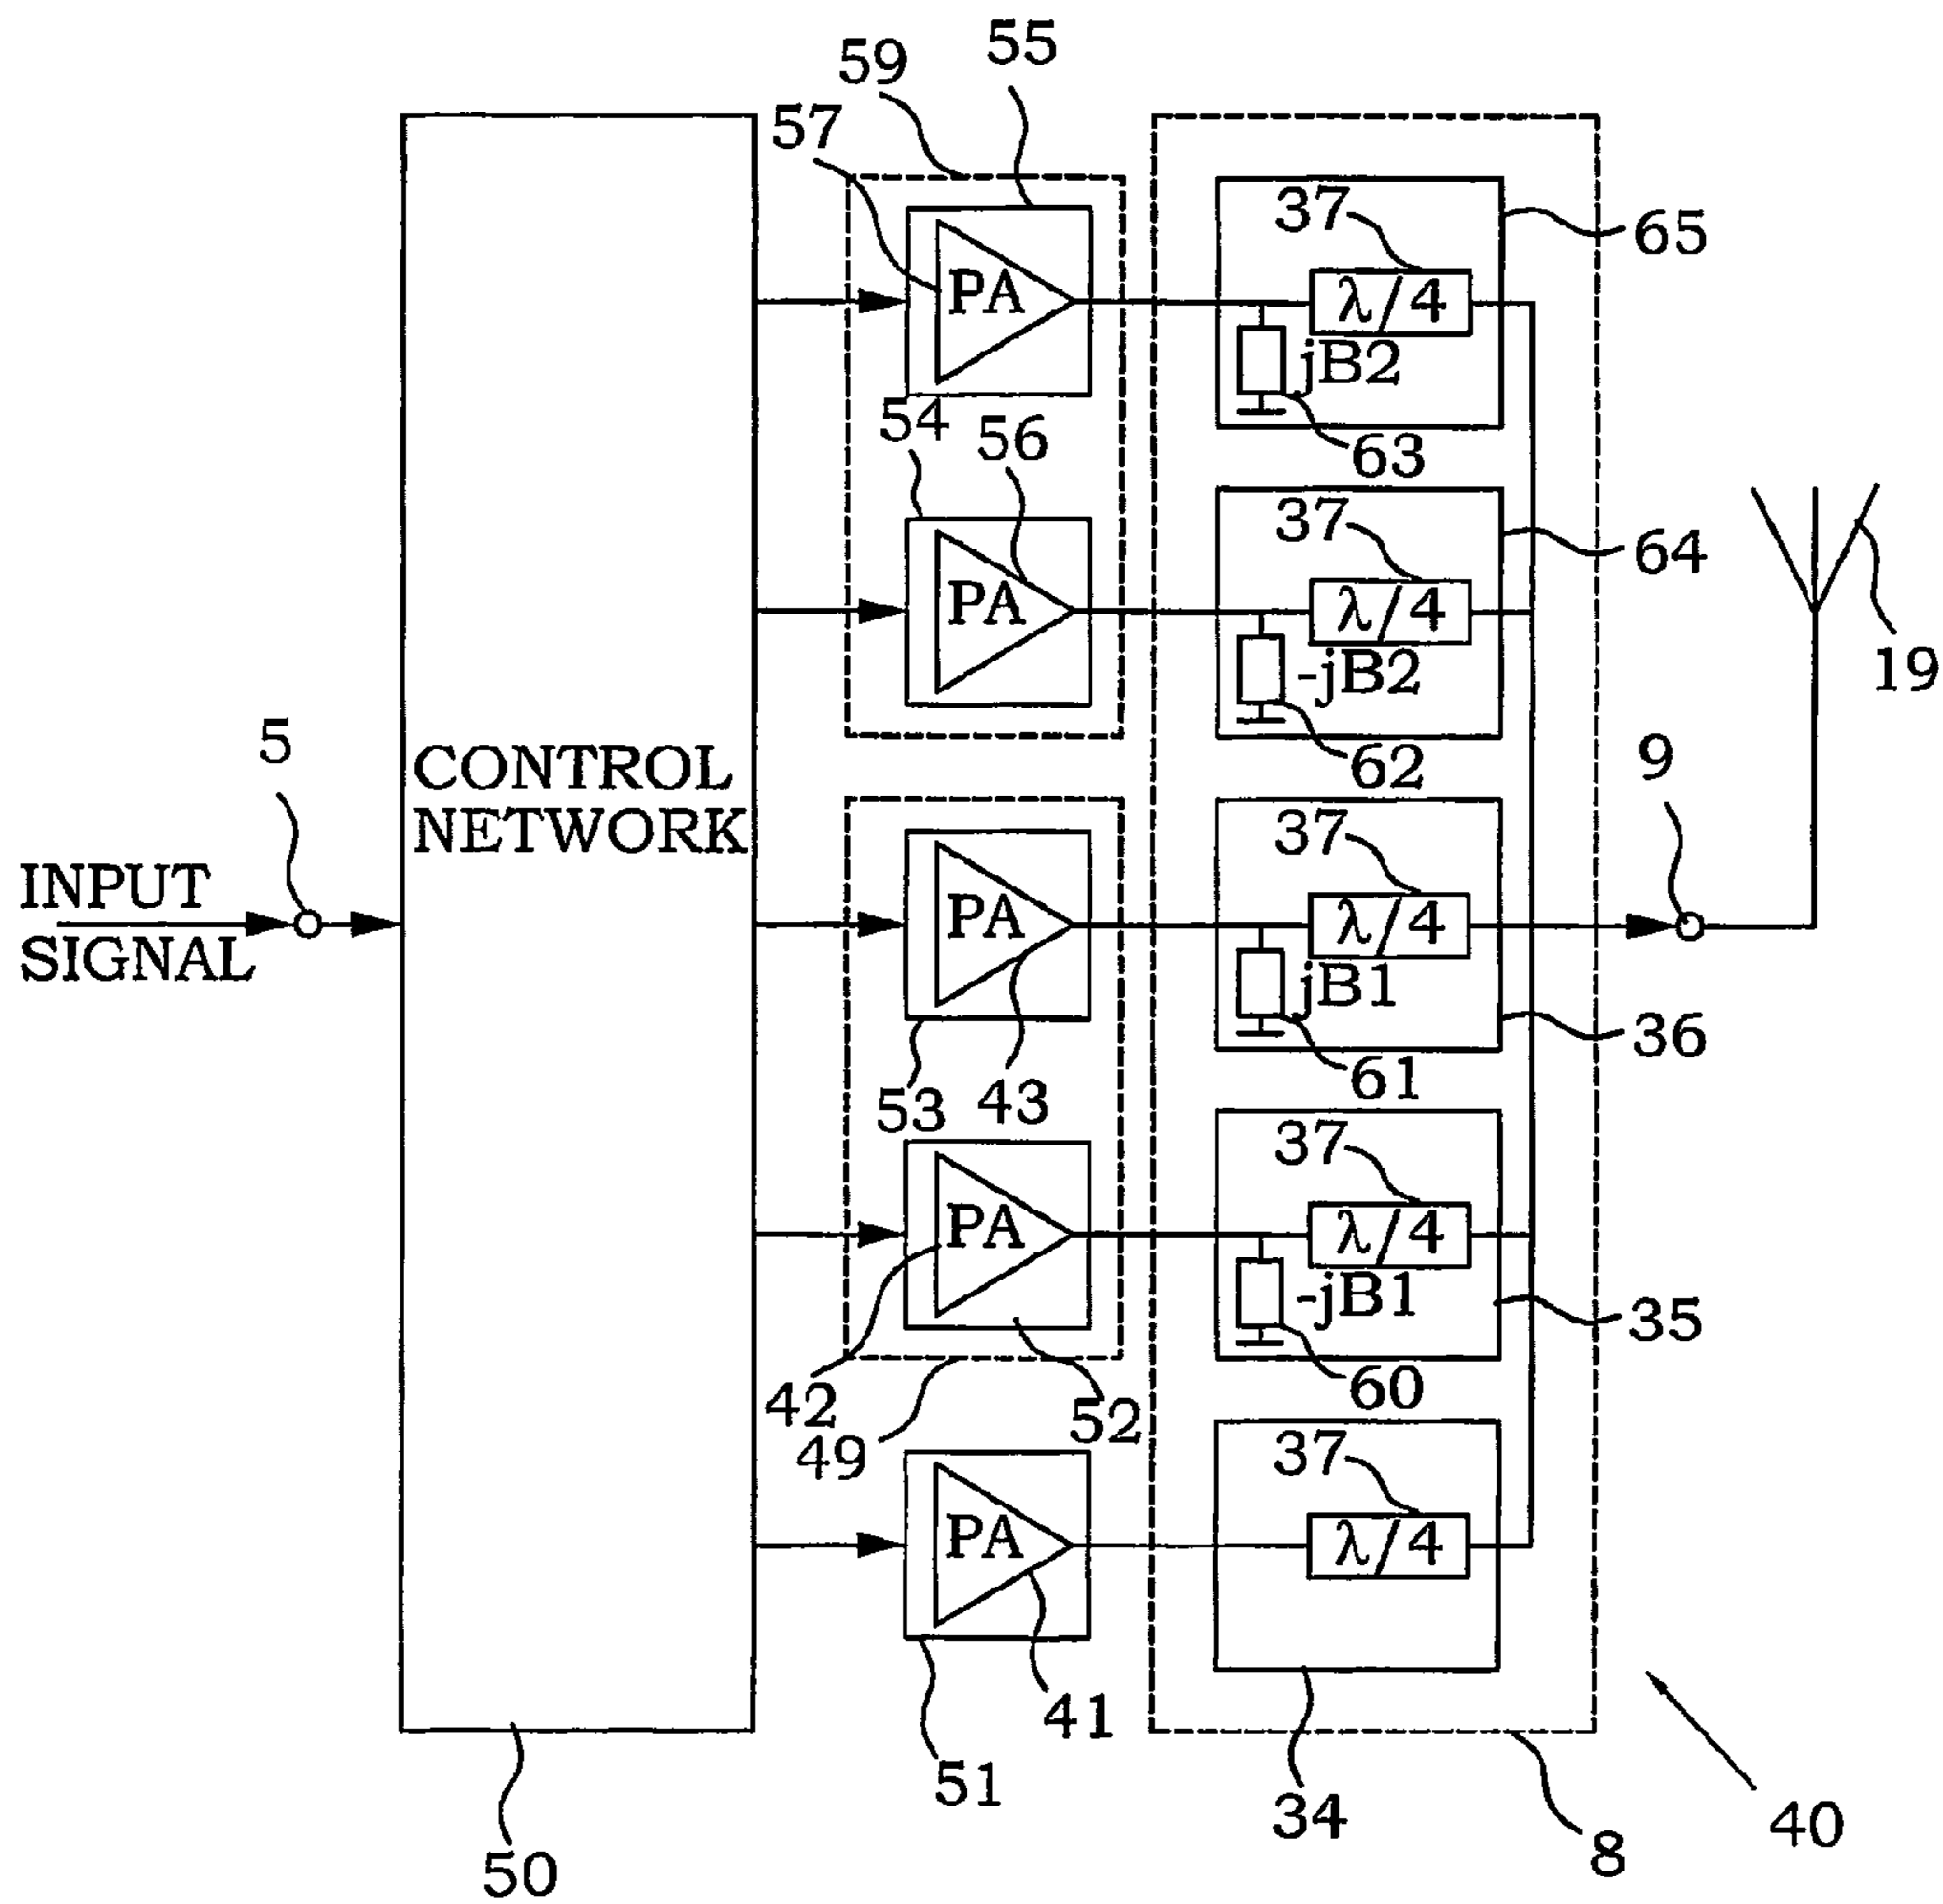 55
59
57
PA
37
λ/4
65
jB2
63
54
56
PA
37
λ/4
64
-jB2
62
19
5
CONTROL
NETWORK
9
INPUT
SIGNAL
PA
37
λ/4
jB1
36
61
53
43
PA
37
λ/4
-jB1
35
60
42
52
49
PA
37
λ/4
41
51
34
40
8
50